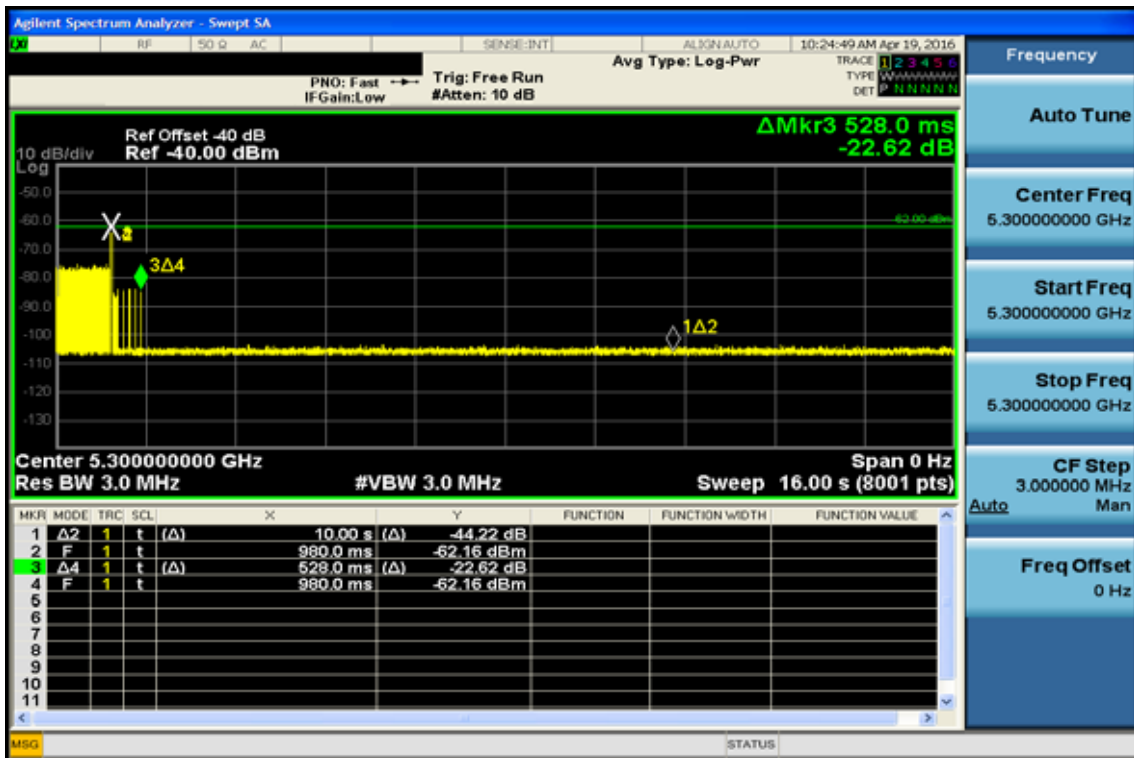 Agilent Spectrum Analyzer - Swept SA
LXI RF 50 Ω AC SENSE:INT ALIGN AUTO 10:24:49 AM Apr 19, 2016
Avg Type: Log-Pwr TRACE 1 2 3 4 5 6
PNO: Fast Trig: Free Run TYPE
IFGain:Low #Atten: 10 dB DET P N N N N N
Frequency
Auto Tune
Center Freq
5.300000000 GHz
Start Freq
5.300000000 GHz
Stop Freq
5.300000000 GHz
CF Step
3.000000 MHz
Auto Man
Freq Offset
0 Hz
ΔMkr3 528.0 ms
-22.62 dB
Ref Offset -40 dB
10 dB/div Ref -40.00 dBm
Log
-50.0
-60.0
-62.00 dBm
-70.0
3Δ4
-80.0
-90.0
-100
1Δ2
-110
-120
-130
Center 5.300000000 GHz Span 0 Hz
Res BW 3.0 MHz #VBW 3.0 MHz Sweep 16.00 s (8001 pts)
MKR MODE TRC SCL X Y FUNCTION FUNCTION WIDTH FUNCTION VALUE
1 Δ2 1 t (Δ) 10.00 s (Δ) -44.22 dB
2 F 1 t 980.0 ms -62.16 dBm
3 Δ4 1 t (Δ) 528.0 ms (Δ) -22.62 dB
4 F 1 t 980.0 ms -62.16 dBm
5
6
7
8
9
10
11
MSG STATUS